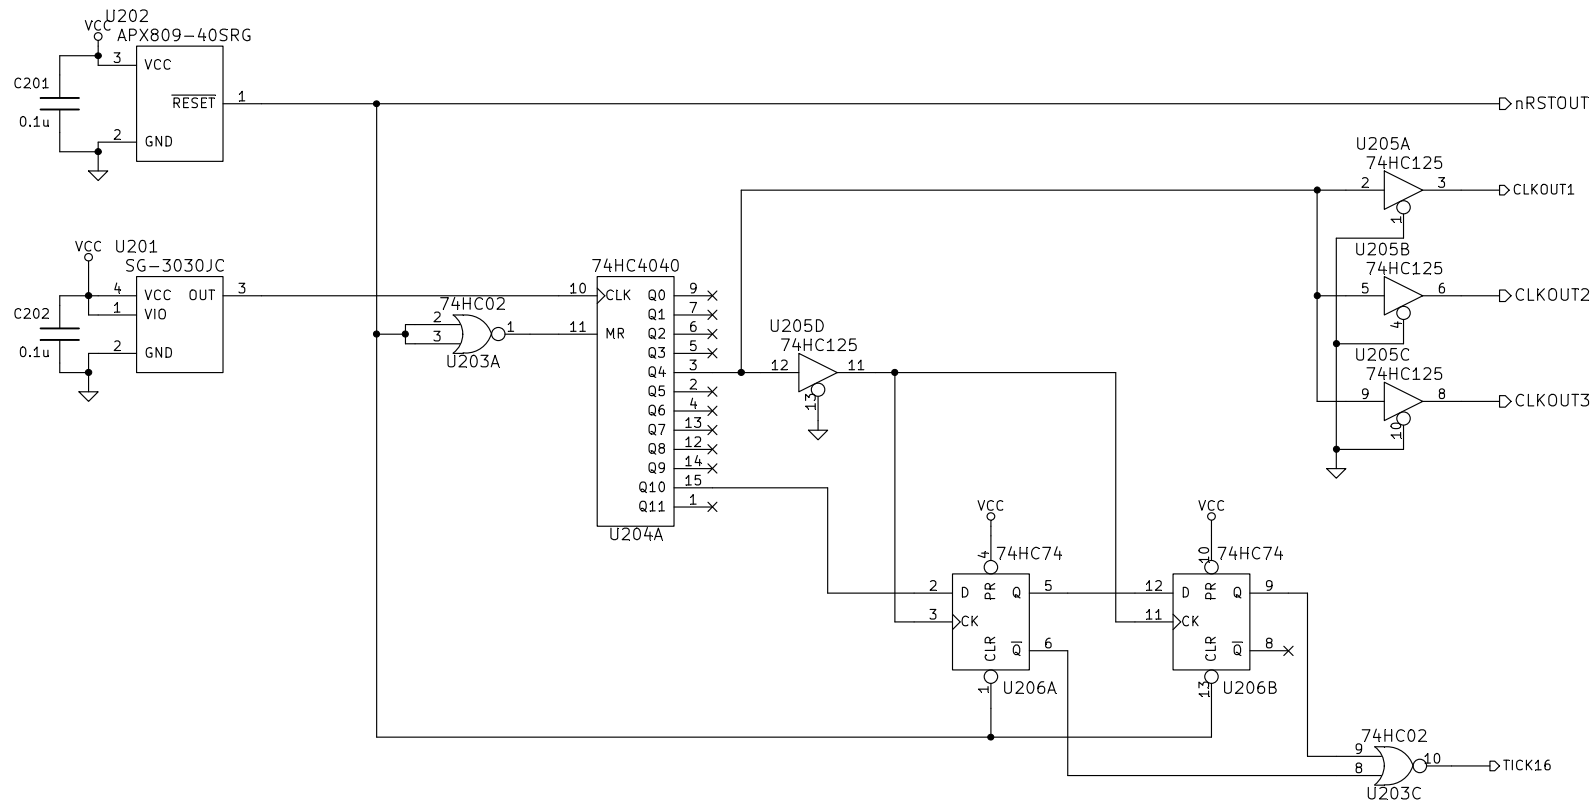 U202
VCC
APX809-40SRG
3
VCC
C201
RESET
1
nRSTOUT
0.1u
2
GND
U205A
74HC125
2
3
CLKOUT1
1
VCC
U201
SG-3030JC
4
VCC
OUT
3
1
VIO
C202
0.1u
2
GND
74HC02
2
3
1
U203A
74HC4040
10
CLK
11
MR
Q0
9
Q1
7
Q2
6
Q3
5
Q4
3
Q5
2
Q6
4
Q7
13
Q8
12
Q9
14
Q10
15
Q11
1
U204A
U205D
74HC125
12
11
13
U205B
74HC125
5
6
CLKOUT2
4
U205C
74HC125
9
8
CLKOUT3
10
VCC
4
74HC74
2
D
PR
Q
5
3
CK
CLR
Q
6
1
U206A
VCC
10
74HC74
12
D
PR
Q
9
11
CK
CLR
Q
8
13
U206B
74HC02
9
8
10
TICK16
U203C